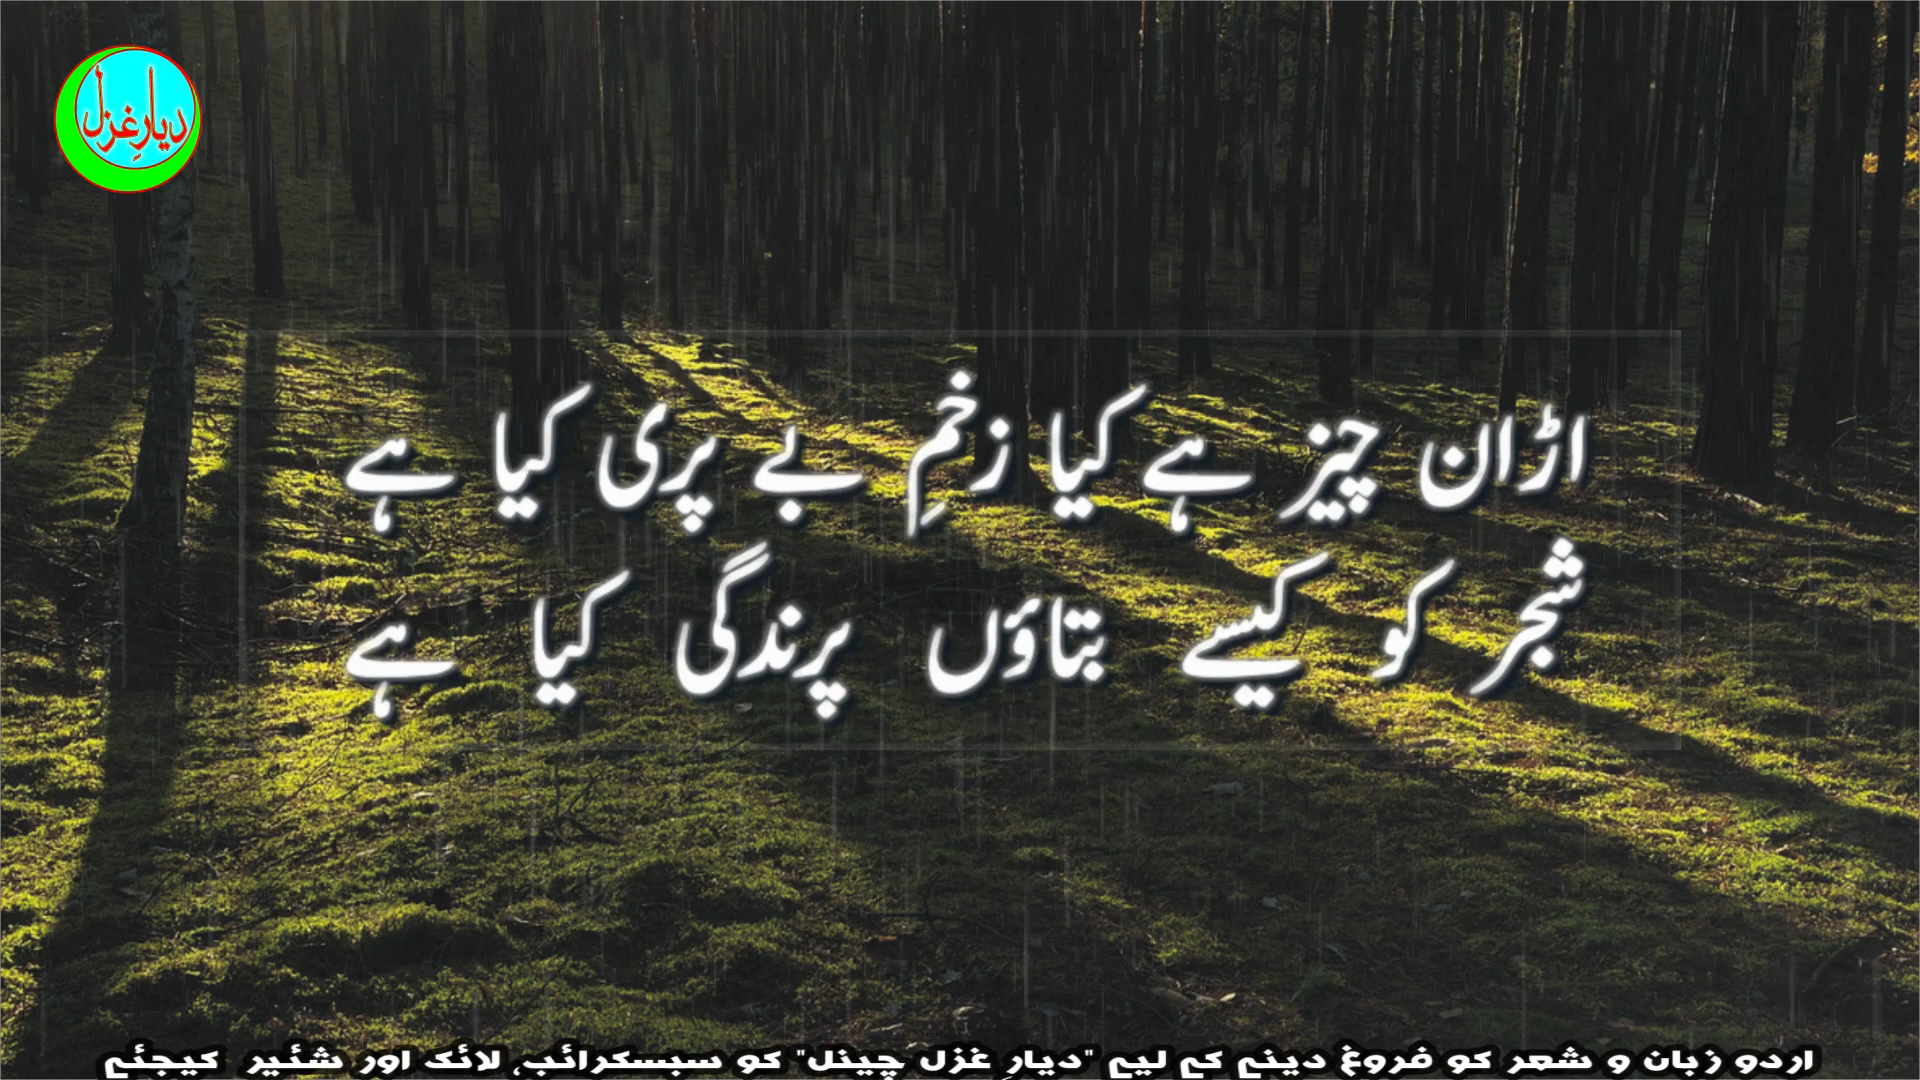 دیارِ غزل
اڑان چیز ہے کیا زخمِ بے پری کیا ہے
شجر کو کیسے بتاؤں پرندگی کیا ہے
اردو زبان و شعر کو فروغ دینے کے لیے "دیارِ غزل چینل" کو سبسکرائب، لائک اور شئیر کیجئے